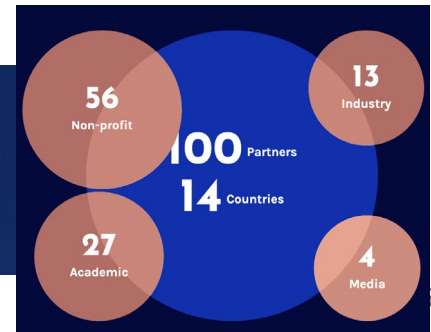 56
Non-profit
13
Industry
100 Partners
14 Countries
27
Academic
4
Media